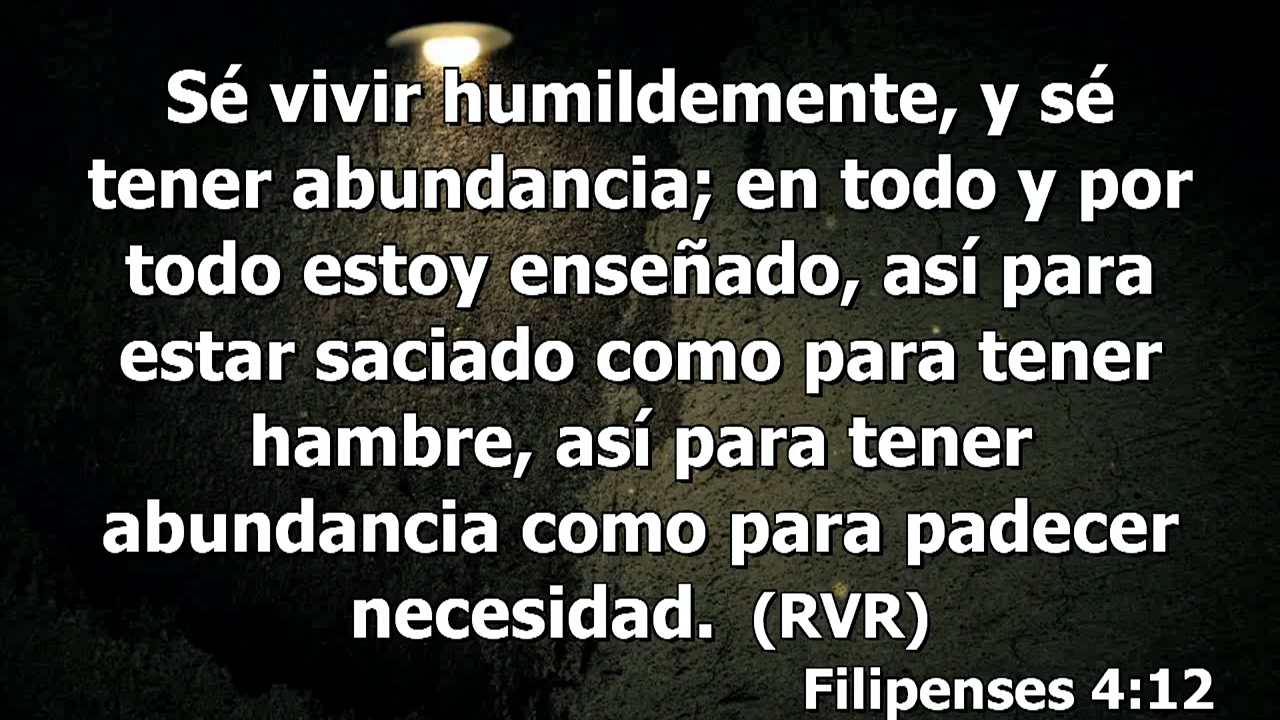 Sé vivir humildemente, y sé
tener abundancia; en todo y por
todo estoy enseñado, así para
estar saciado como para tener
hambre, así para tener
abundancia como para padecer
necesidad. (RVR)
Filipenses 4:12